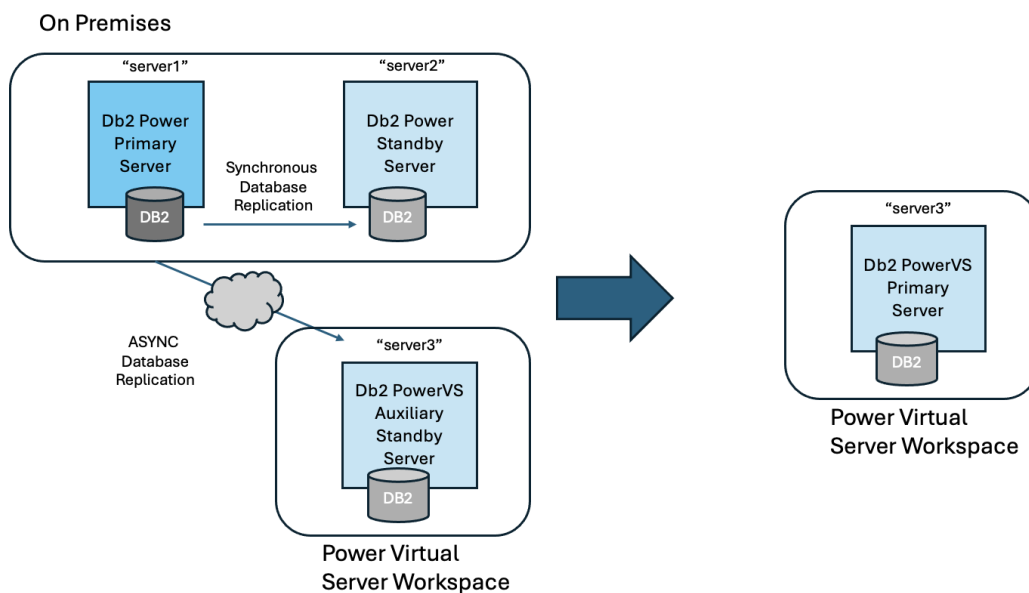 On Premises
“server1”
Db2 Power
Primary
Server
DB2
Synchronous
Database
Replication
“server2”
Db2 Power
Standby
Server
DB2
ASYNC
Database
Replication
“server3”
Db2 PowerVS
Auxiliary
Standby
Server
DB2
Power Virtual
Server Workspace
“server3”
Db2 PowerVS
Primary
Server
DB2
Power Virtual
Server Workspace